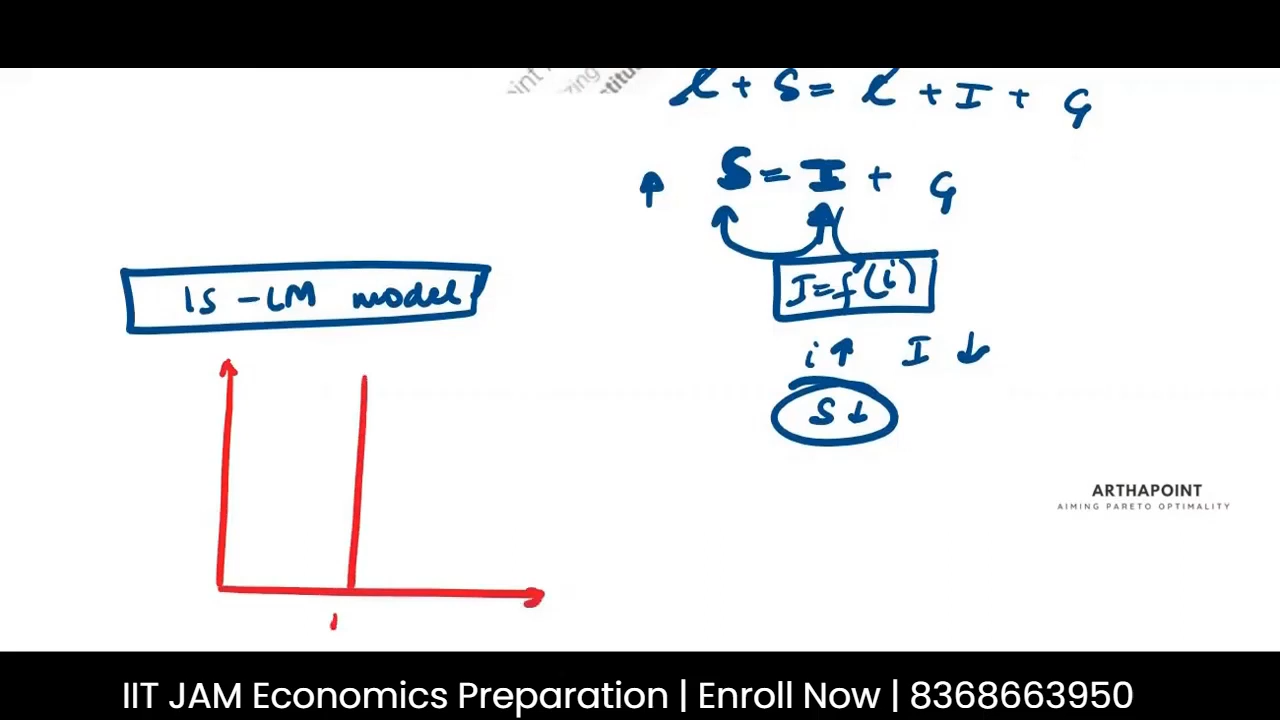 C + S = C + I + G
↑ S = I + G
IS - LM model
I = f(i)
i ↑ I ↓
S ↓
ARTHAPOINT
AIMING PARETO OPTIMALITY
IIT JAM Economics Preparation | Enroll Now | 8368663950